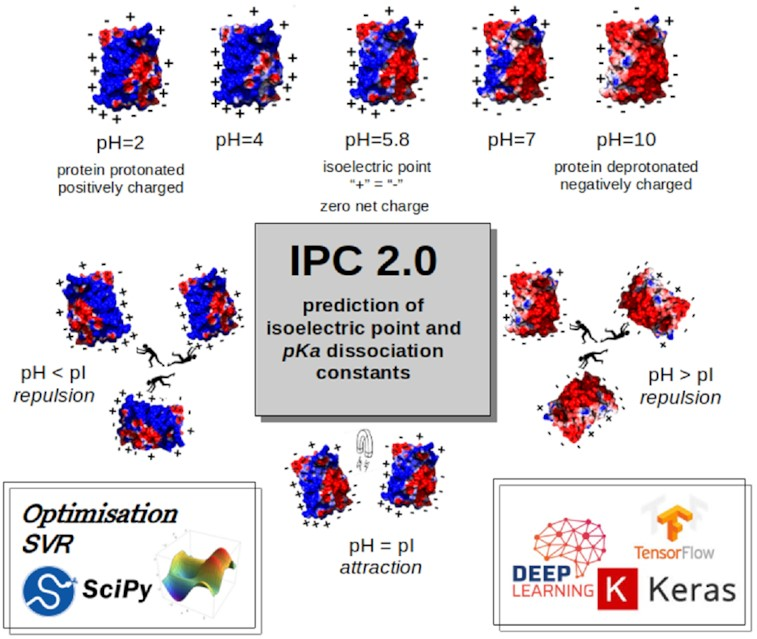 pH=2
protein protonated
positively charged
pH=4
pH=5.8
isoelectric point
"+" = "-"
zero net charge
pH=7
pH=10
protein deprotonated
negatively charged
IPC 2.0
prediction of
isoelectric point and
pKa dissociation
constants
pH < pI
repulsion
pH > pI
repulsion
pH = pI
attraction
Optimisation
SVR
SciPy
DEEP
LEARNING
TensorFlow
K Keras